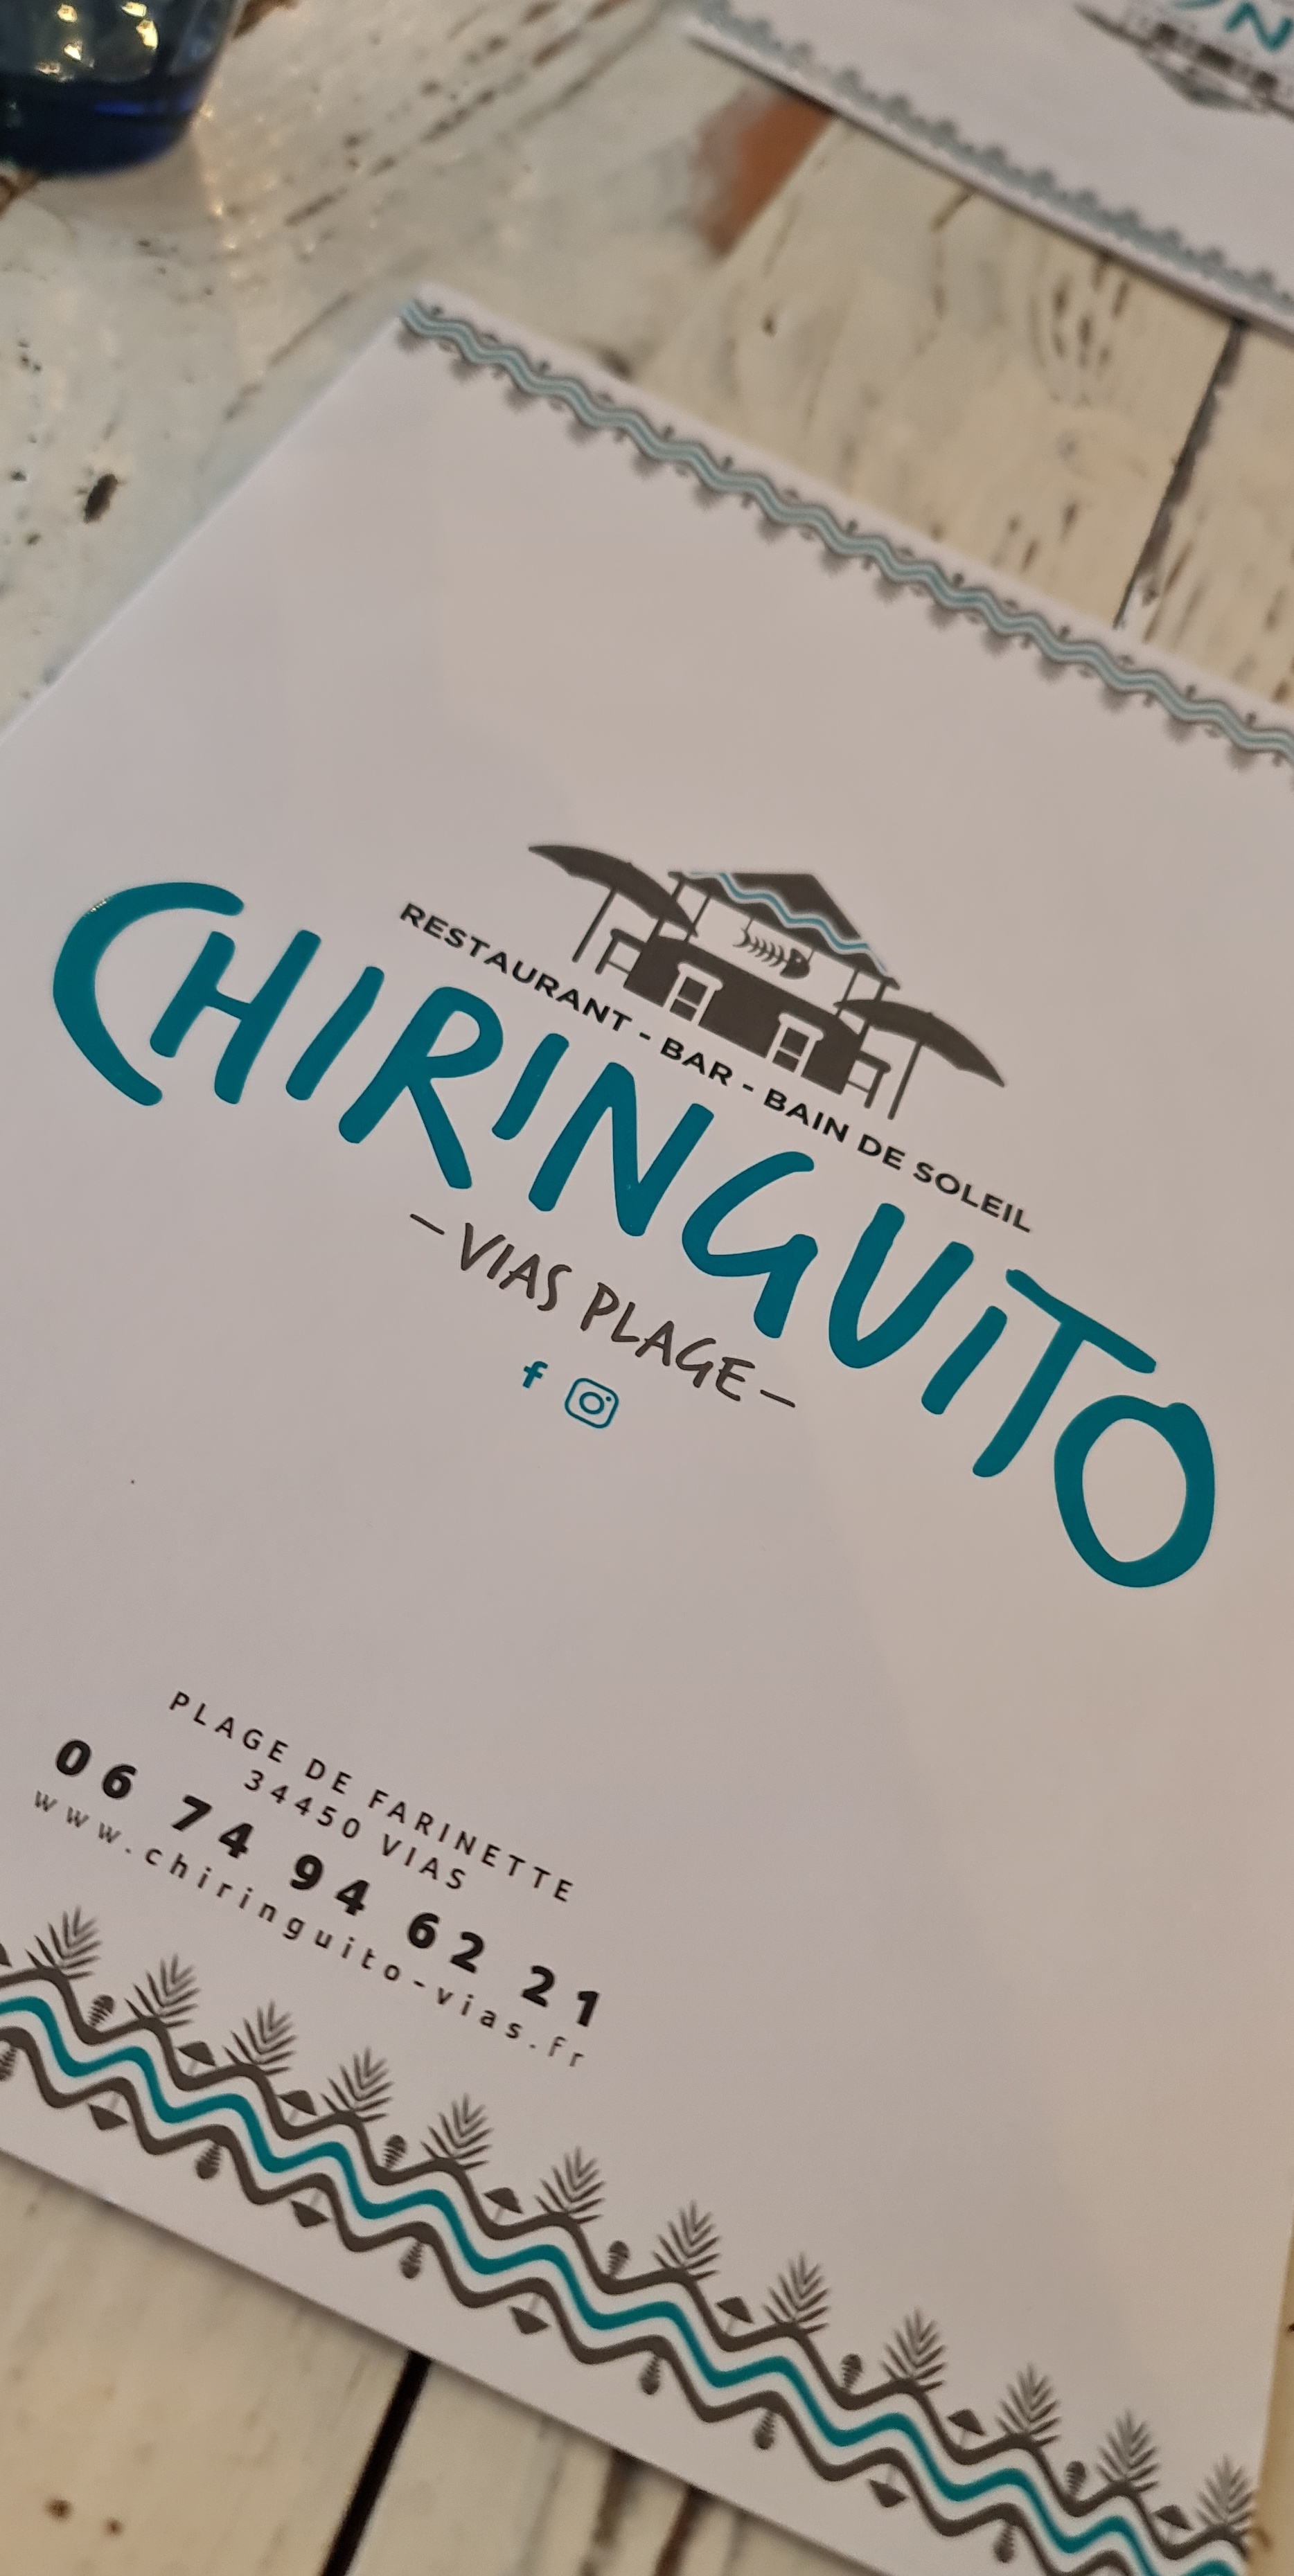 RESTAURANT - BAR - BAIN DE SOLEIL
CHIRINGUITO
- VIAS PLAGE -
PLAGE DE FARINETTE
34450 VIAS
06 74 94 62 21
www.chiringuito-vias.fr